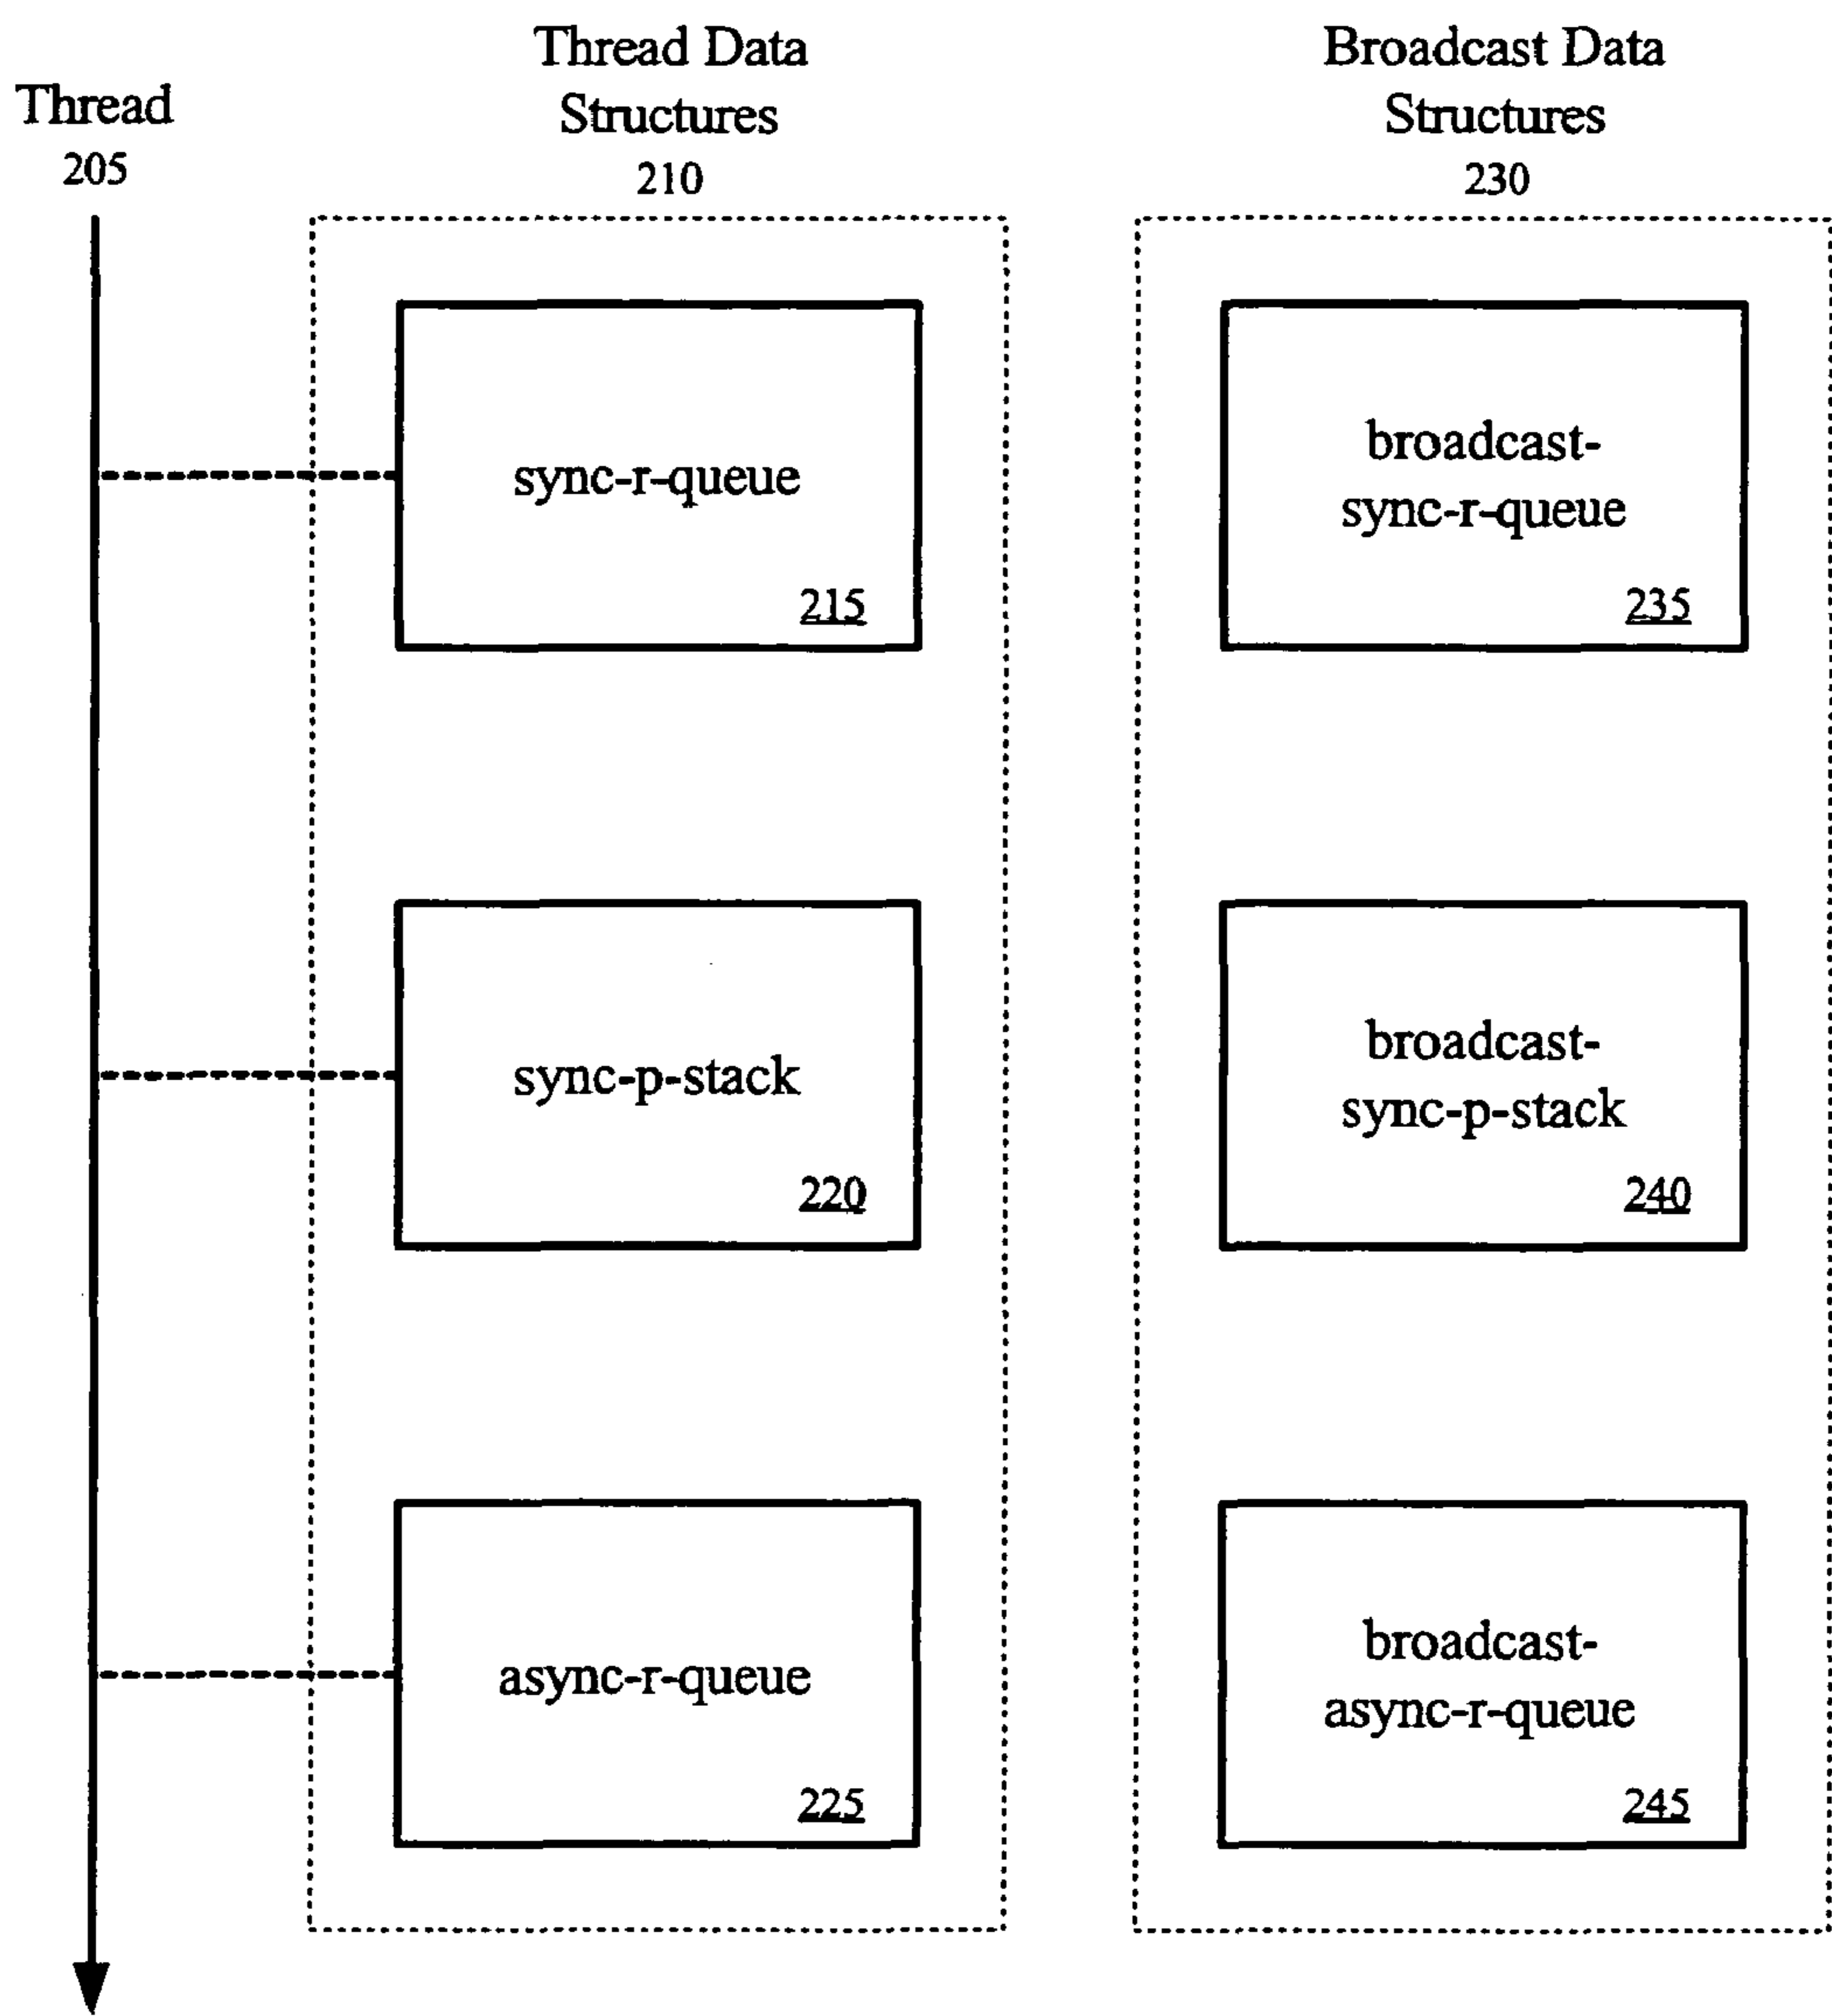 Thread
205
Thread Data
Structures
210
Broadcast Data
Structures
230
sync-r-queue
215
broadcast-
sync-r-queue
235
sync-p-stack
220
broadcast-
sync-p-stack
240
async-r-queue
225
broadcast-
async-r-queue
245